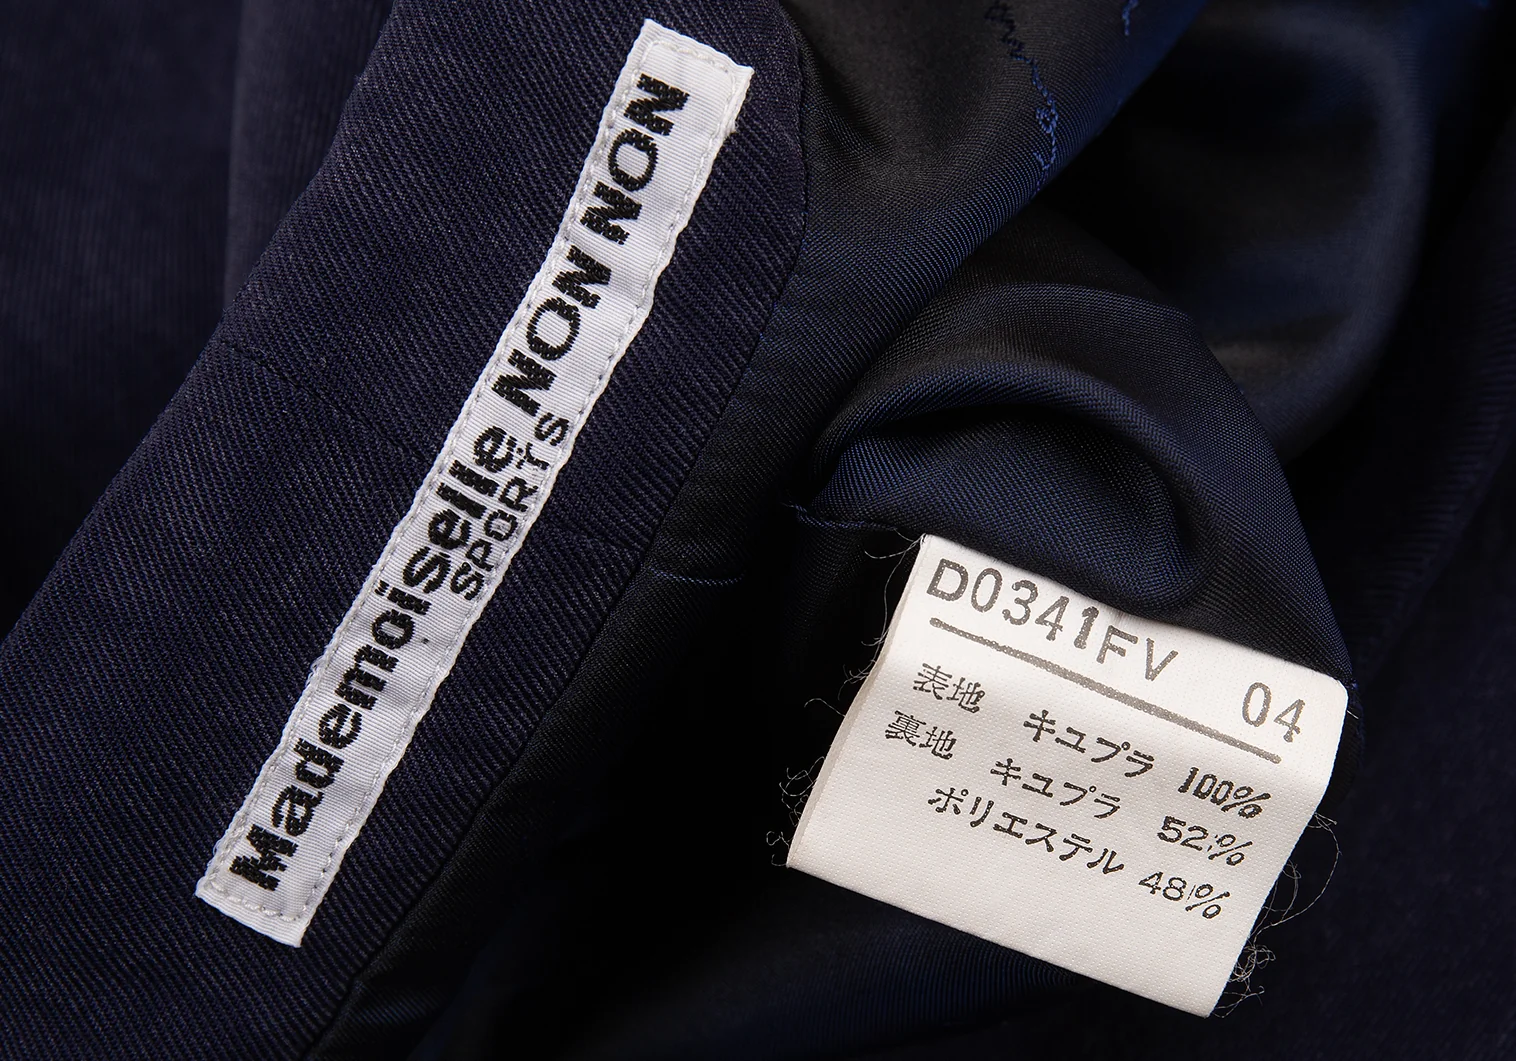 Mademoiselle NON NON
SPORTS
D0341FV 04
表地 キュプラ 100%
裏地 キュプラ 52%
ポリエステル 48%